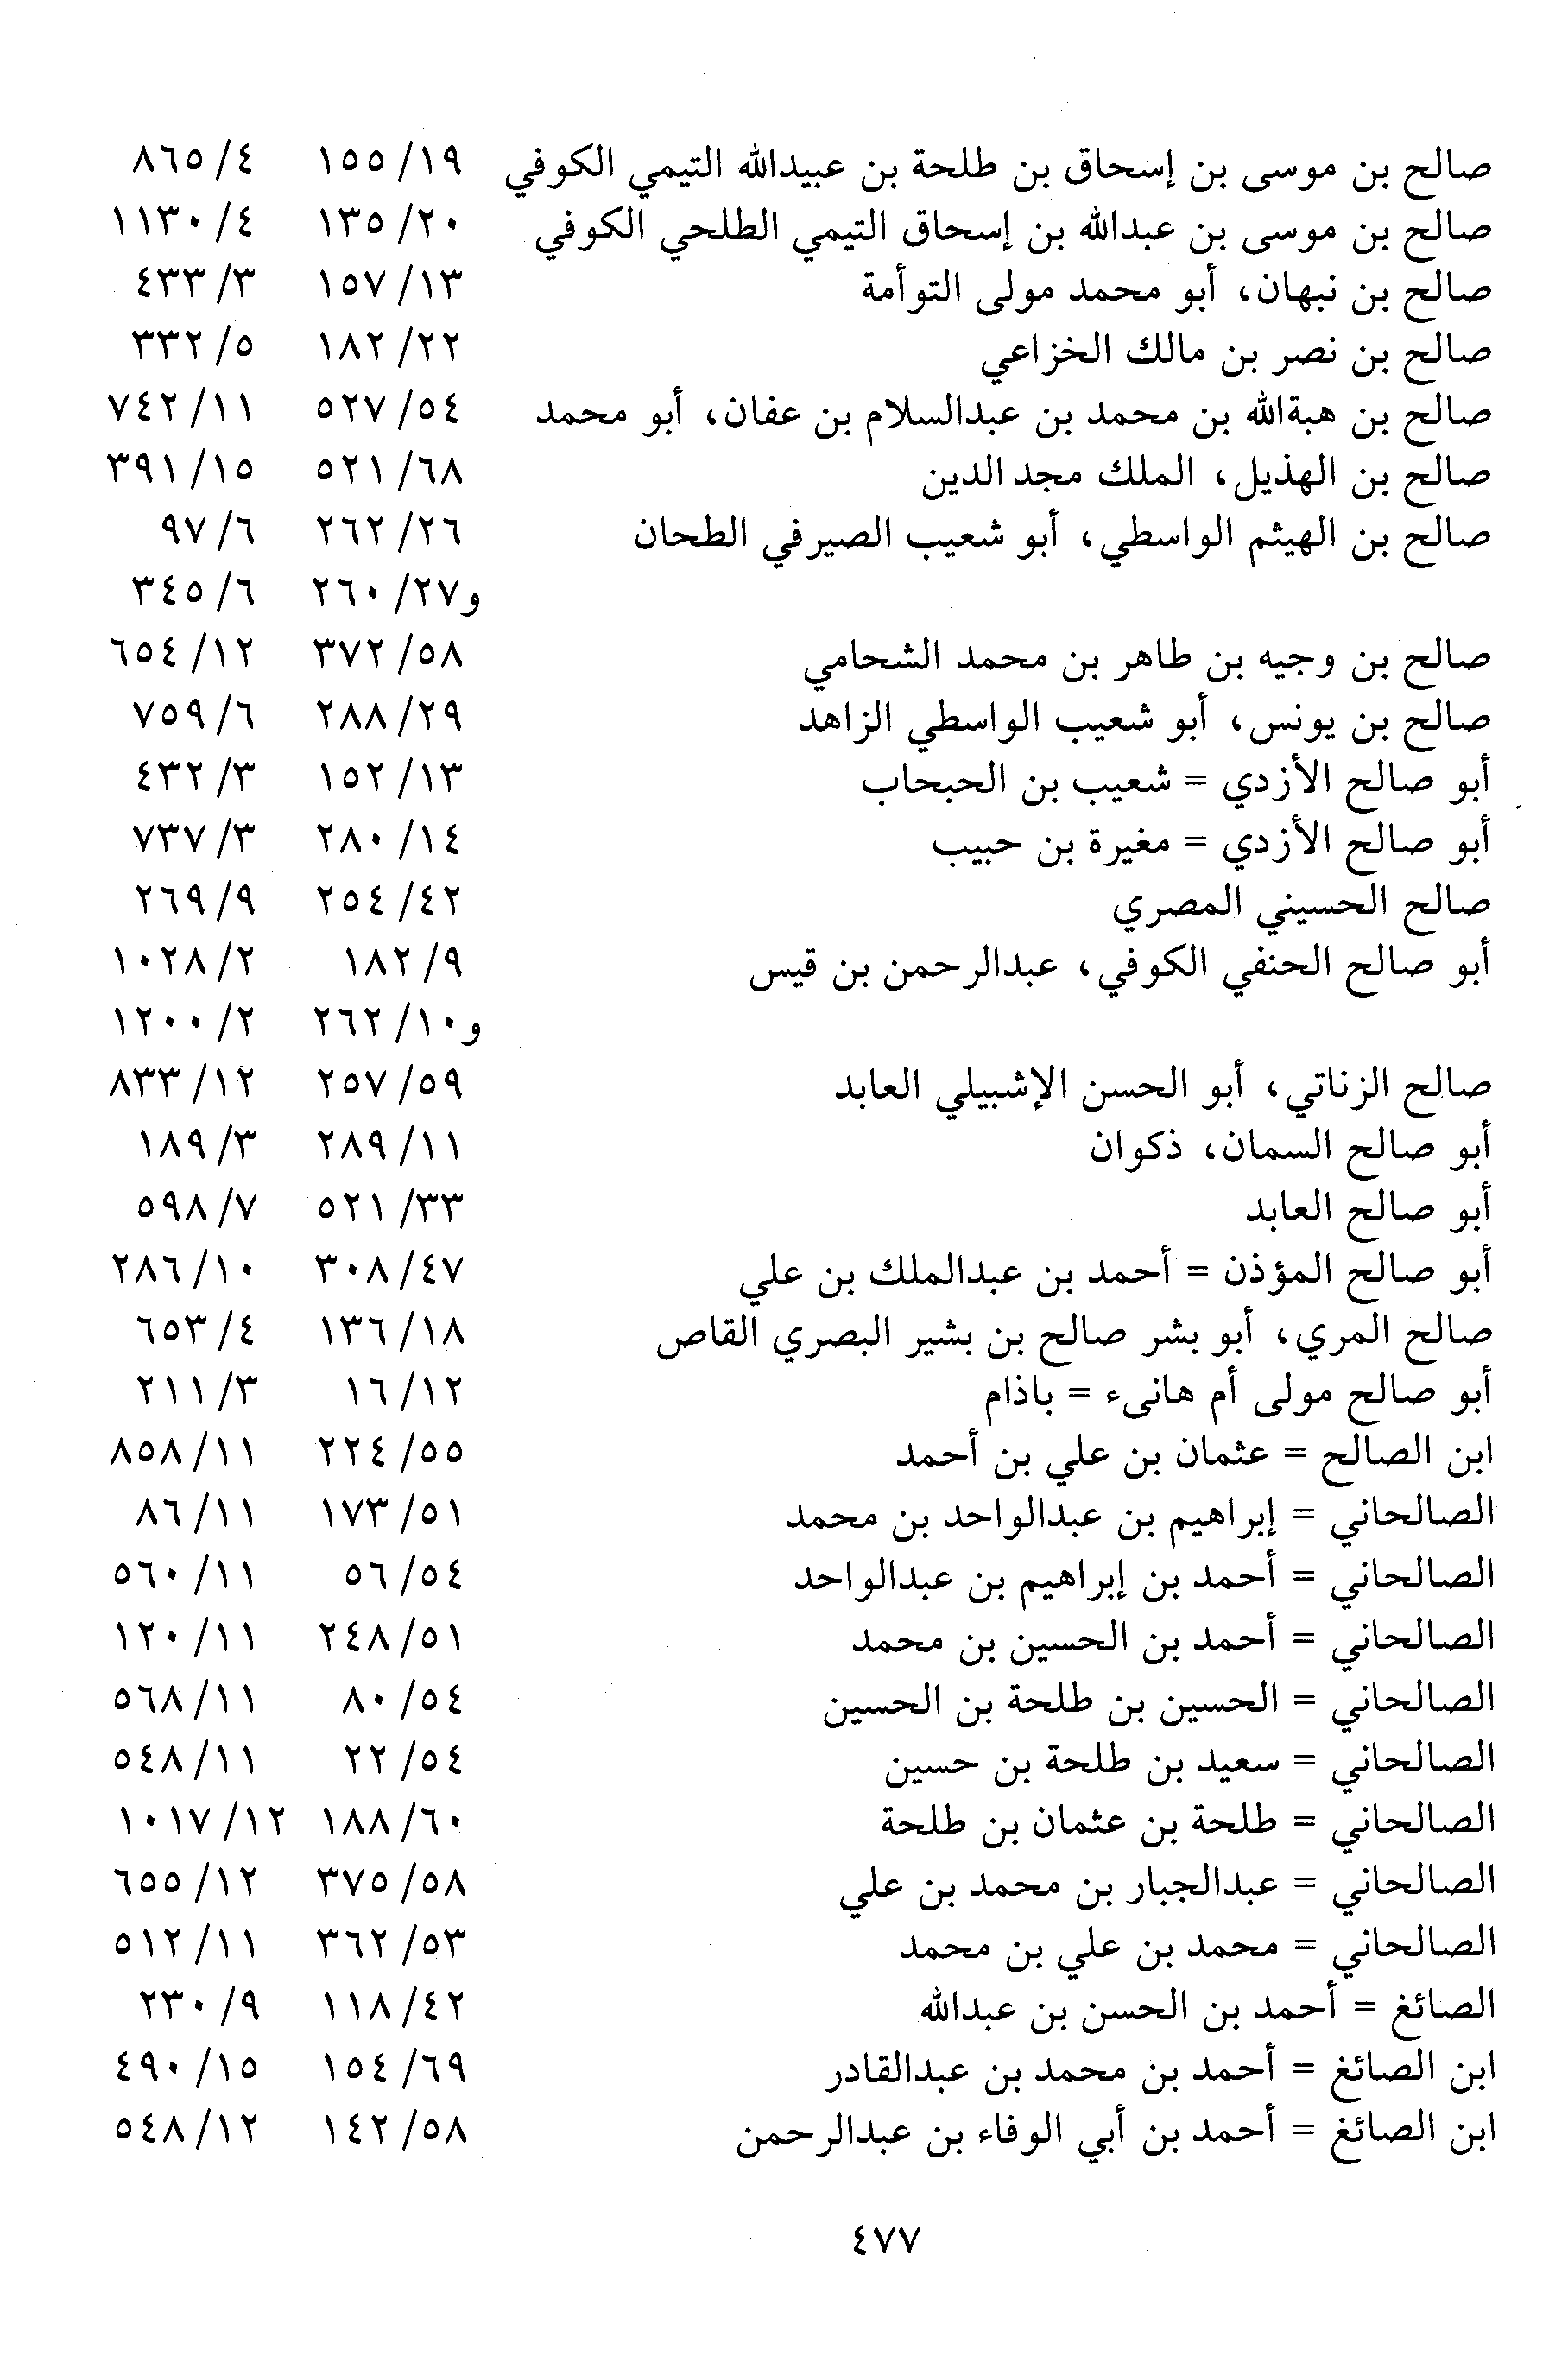 صالح بن موسى بن إسحاق بن طلحة بن عبيدالله التيمي الكوفي ١٩/ ١٥٥ ٤/ ٨٦٥
صالح بن موسى بن عبدالله بن إسحاق التيمي الطلحي الكوفي ٢٠/ ١٣٥ ٤/ ١١٣٠
صالح بن نبهان، أبو محمد مولى التوأمة ١٣/ ١٥٧ ٣/ ٤٣٣
صالح بن نصر بن مالك الخزاعي ٢٢/ ١٨٢ ٥/ ٣٣٢
صالح بن هبةالله بن محمد بن عبدالسلام بن عفان، أبو محمد ٥٤/ ٥٢٧ ١١/ ٧٤٢
صالح بن الهذيل، الملك مجد الدين ٦٨/ ٥٢١ ١٥/ ٣٩١
صالح بن الهيثم الواسطي، أبو شعيب الصيرفي الطحان ٢٦/ ٢٦٢ ٦/ ٩٧
و٢٧/ ٢٦٠ ٦/ ٣٤٥
صالح بن وجيه بن طاهر بن محمد الشحامي ٥٨/ ٣٧٢ ١٢/ ٦٥٤
صالح بن يونس، أبو شعيب الواسطي الزاهد ٢٩/ ٢٨٨ ٦/ ٧٥٩
أبو صالح الأزدي = شعيب بن الحبحاب ١٣/ ١٥٢ ٣/ ٤٣٢
أبو صالح الأزدي = مغيرة بن حبيب ١٤/ ٢٨٠ ٣/ ٧٣٧
صالح الحسيني المصري ٤٢/ ٢٥٤ ٩/ ٢٦٩
أبو صالح الحنفي الكوفي، عبدالرحمن بن قيس ٩/ ١٨٢ ٢/ ١٠٢٨
و١٠/ ٢٦٢ ٢/ ١٢٠٠
صالح الزناتي، أبو الحسن الإشبيلي العابد ٥٩/ ٢٥٧ ١٢/ ٨٣٣
أبو صالح السمان، ذكوان ١١/ ٢٨٩ ٣/ ١٨٩
أبو صالح العابد ٣٣/ ٥٢١ ٧/ ٥٩٨
أبو صالح المؤذن = أحمد بن عبدالملك بن علي ٤٧/ ٣٠٨ ١٠/ ٢٨٦
صالح المري، أبو بشر صالح بن بشير البصري القاص ١٨/ ١٣٦ ٤/ ٦٥٣
أبو صالح مولى أم هانىء = باذام ١٢/ ١٦ ٣/ ٢١١
ابن الصالح = عثمان بن علي بن أحمد ٥٥/ ٢٢٤ ١١/ ٨٥٨
الصالحاني = إبراهيم بن عبدالواحد بن محمد ٥١/ ١٧٣ ١١/ ٨٦
الصالحاني = أحمد بن إبراهيم بن عبدالواحد ٥٤/ ٥٦ ١١/ ٥٦٠
الصالحاني = أحمد بن الحسين بن محمد ٥١/ ٢٤٨ ١١/ ١٢٠
الصالحاني = الحسين بن طلحة بن الحسين ٥٤/ ٨٠ ١١/ ٥٦٨
الصالحاني = سعيد بن طلحة بن حسين ٥٤/ ٢٢ ١١/ ٥٤٨
الصالحاني = طلحة بن عثمان بن طلحة ٦٠/ ١٨٨ ١٢/ ١٠١٧
الصالحاني = عبدالجبار بن محمد بن علي ٥٨/ ٣٧٥ ١٢/ ٦٥٥
الصالحاني = محمد بن علي بن محمد ٥٣/ ٣٦٢ ١١/ ٥١٢
الصائغ = أحمد بن الحسن بن عبدالله ٤٢/ ١١٨ ٩/ ٢٣٠
ابن الصائغ = أحمد بن محمد بن عبدالقادر ٦٩/ ١٥٤ ١٥/ ٤٩٠
ابن الصائغ = أحمد بن أبي الوفاء بن عبدالرحمن ٥٨/ ١٤٢ ١٢/ ٥٤٨
٤٧٧